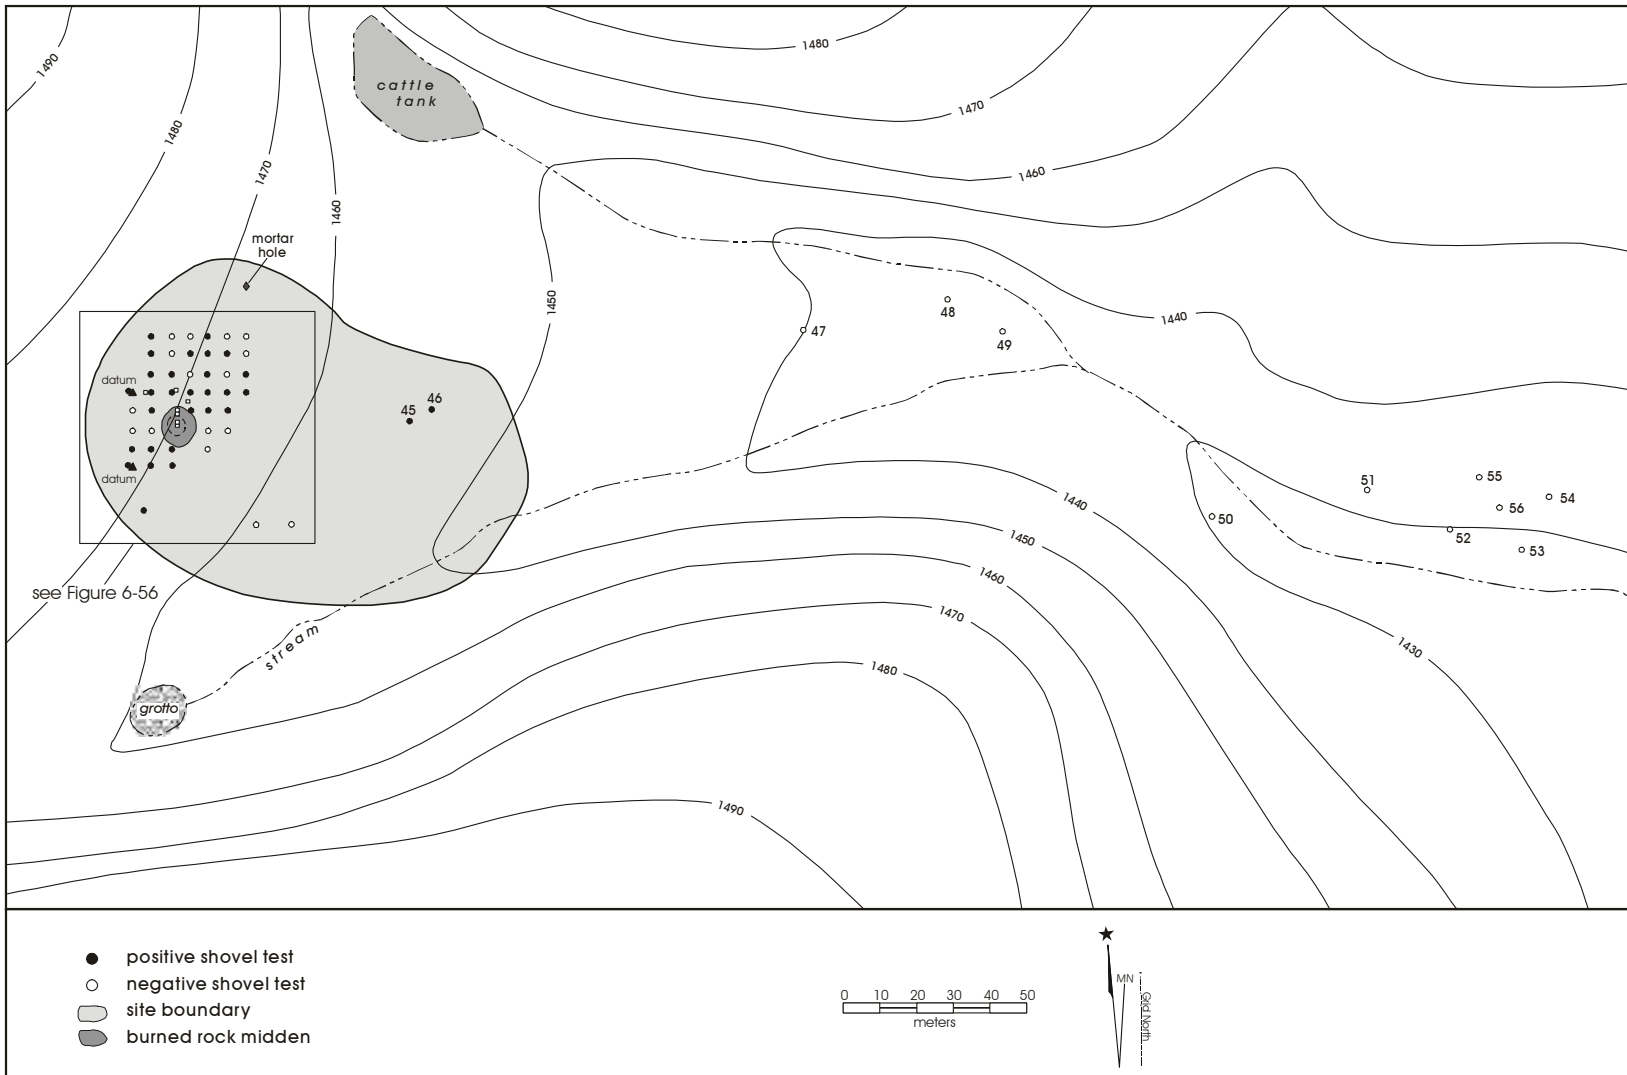 1480
1490
cattle
tank
1470
1480
1470
1460
1460
mortar
hole
1450
48
1440
47
49
datum
46
45
55
51
54
1440
56
50
datum
1450
52
53
1460
see Figure 6-56
1470
stream
1430
1480
grotto
1490
positive shovel test
negative shovel test
site boundary
burned rock midden
0 10 20 30 40 50
meters
MN
Grid North